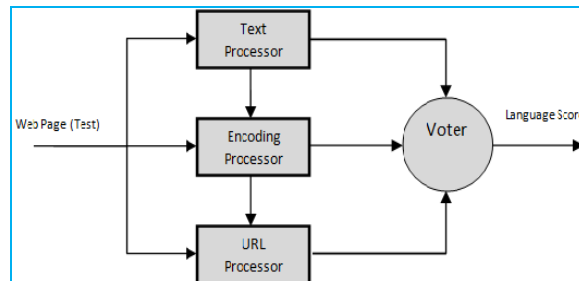 Text
Processor
Web Page (Test)
Encoding
Processor
Voter
Language Score
URL
Processor